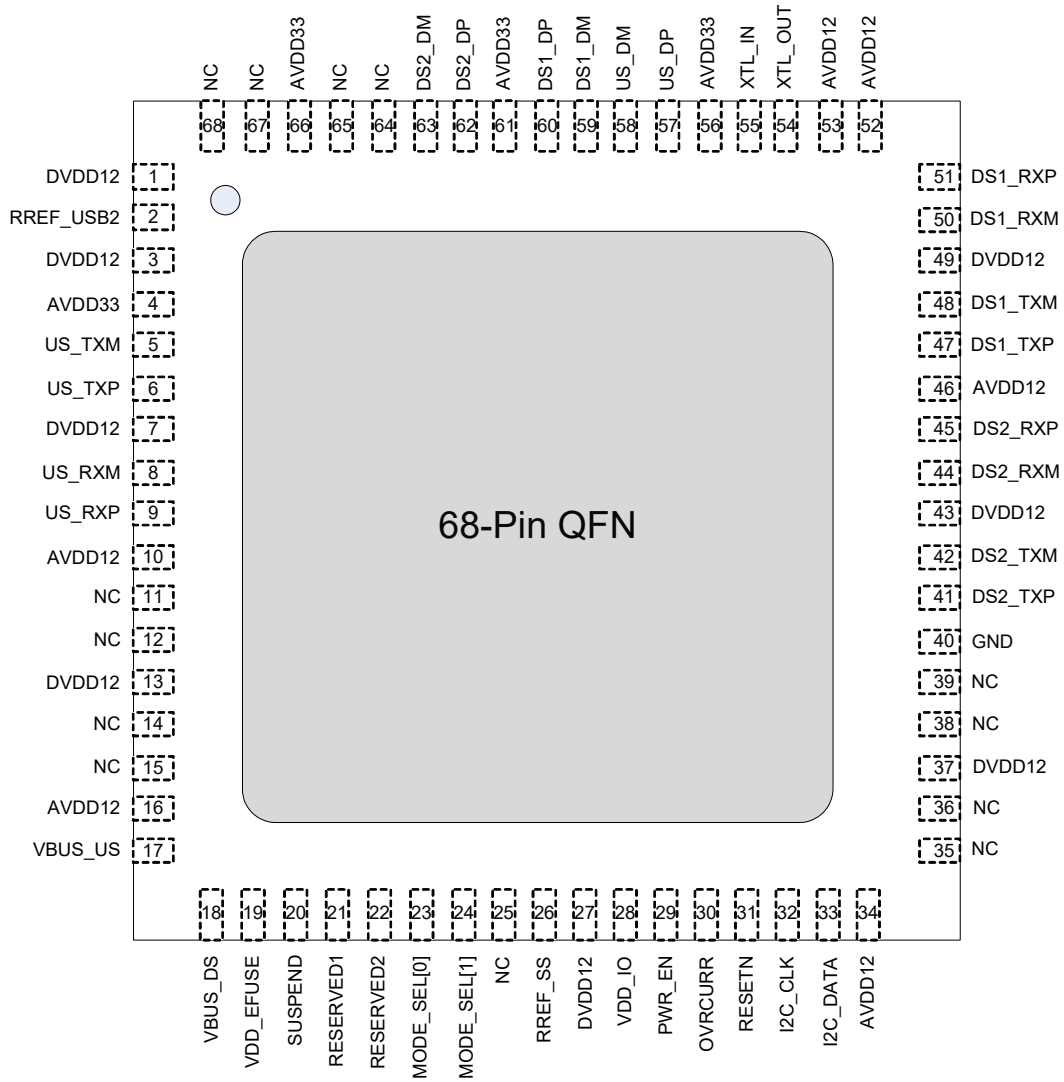 NC
NC
AVDD33
NC
NC
DS2_DM
DS2_DP
AVDD33
DS1_DP
DS1_DM
US_DM
US_DP
AVDD33
XTL_IN
XTL_OUT
AVDD12
AVDD12
68 67 66 65 64 63 62 61 60 59 58 57 56 55 54 53 52
DVDD12 1
RREF_USB2 2
DVDD12 3
AVDD33 4
US_TXM 5
US_TXP 6
DVDD12 7
US_RXM 8
US_RXP 9
AVDD12 10
NC 11
NC 12
DVDD12 13
NC 14
NC 15
AVDD12 16
VBUS_US 17
68-Pin QFN
51 DS1_RXP
50 DS1_RXM
49 DVDD12
48 DS1_TXM
47 DS1_TXP
46 AVDD12
45 DS2_RXP
44 DS2_RXM
43 DVDD12
42 DS2_TXM
41 DS2_TXP
40 GND
39 NC
38 NC
37 DVDD12
36 NC
35 NC
18 19 20 21 22 23 24 25 26 27 28 29 30 31 32 33 34
VBUS_DS
VDD_EFUSE
SUSPEND
RESERVED1
RESERVED2
MODE_SEL[0]
MODE_SEL[1]
NC
RREF_SS
DVDD12
VDD_IO
PWR_EN
OVRCURR
RESETN
I2C_CLK
I2C_DATA
AVDD12